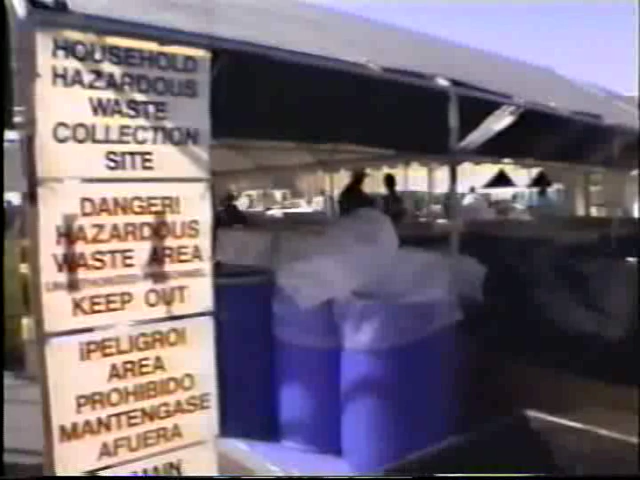 HOUSEHOLD
HAZARDOUS
WASTE
COLLECTION
SITE
DANGER!
HAZARDOUS
WASTE AREA
KEEP OUT
¡PELIGRO!
AREA
PROHIBIDO
MANTENGASE
AFUERA